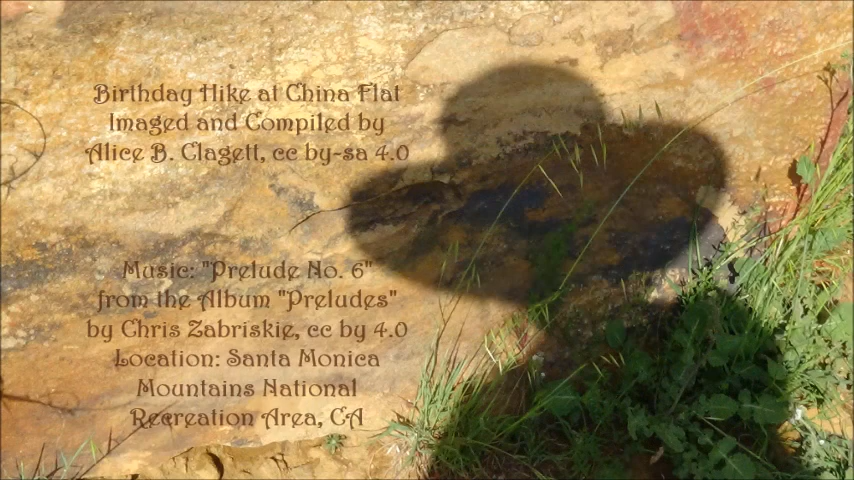 Birthday Hike at China Flat
Imaged and Compiled by
Alice B. Clagett, cc by-sa 4.0
Music: "Prelude No. 6"
from the Album "Preludes"
by Chris Zabriskie, cc by 4.0
Location: Santa Monica
Mountains National
Recreation Area, CA